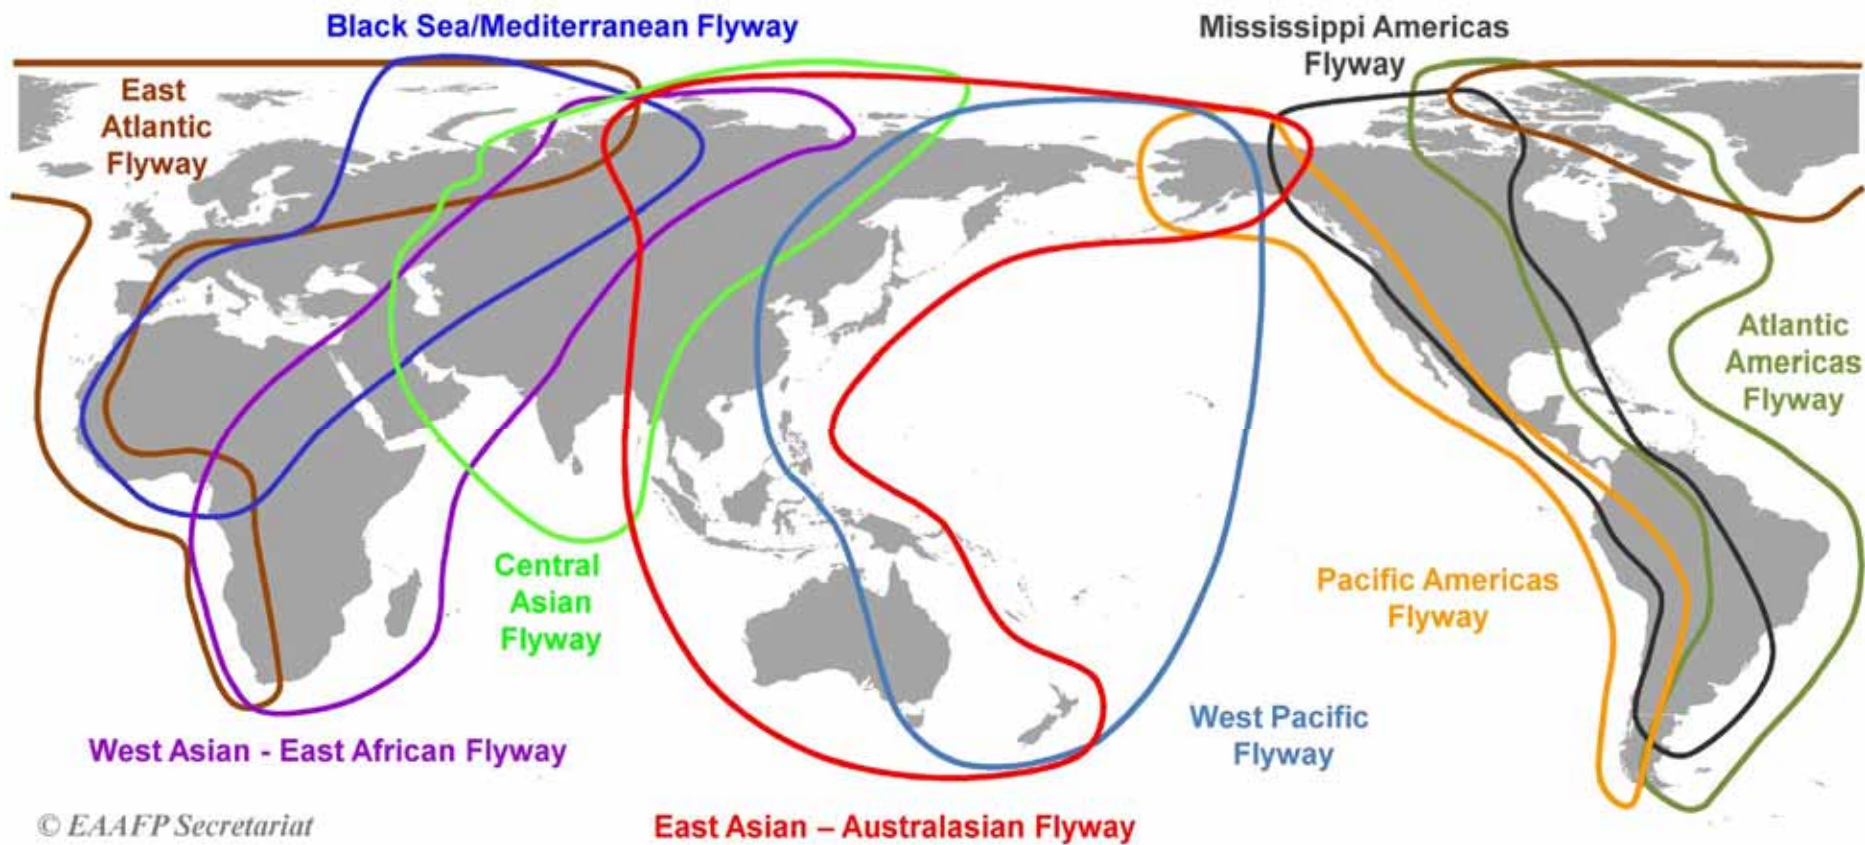 Black Sea/Mediterranean Flyway
Mississippi Americas
Flyway
East
Atlantic
Flyway
Atlantic
Americas
Flyway
Central
Asian
Flyway
Pacific Americas
Flyway
West Pacific
Flyway
West Asian - East African Flyway
East Asian – Australasian Flyway
© EAAFP Secretariat